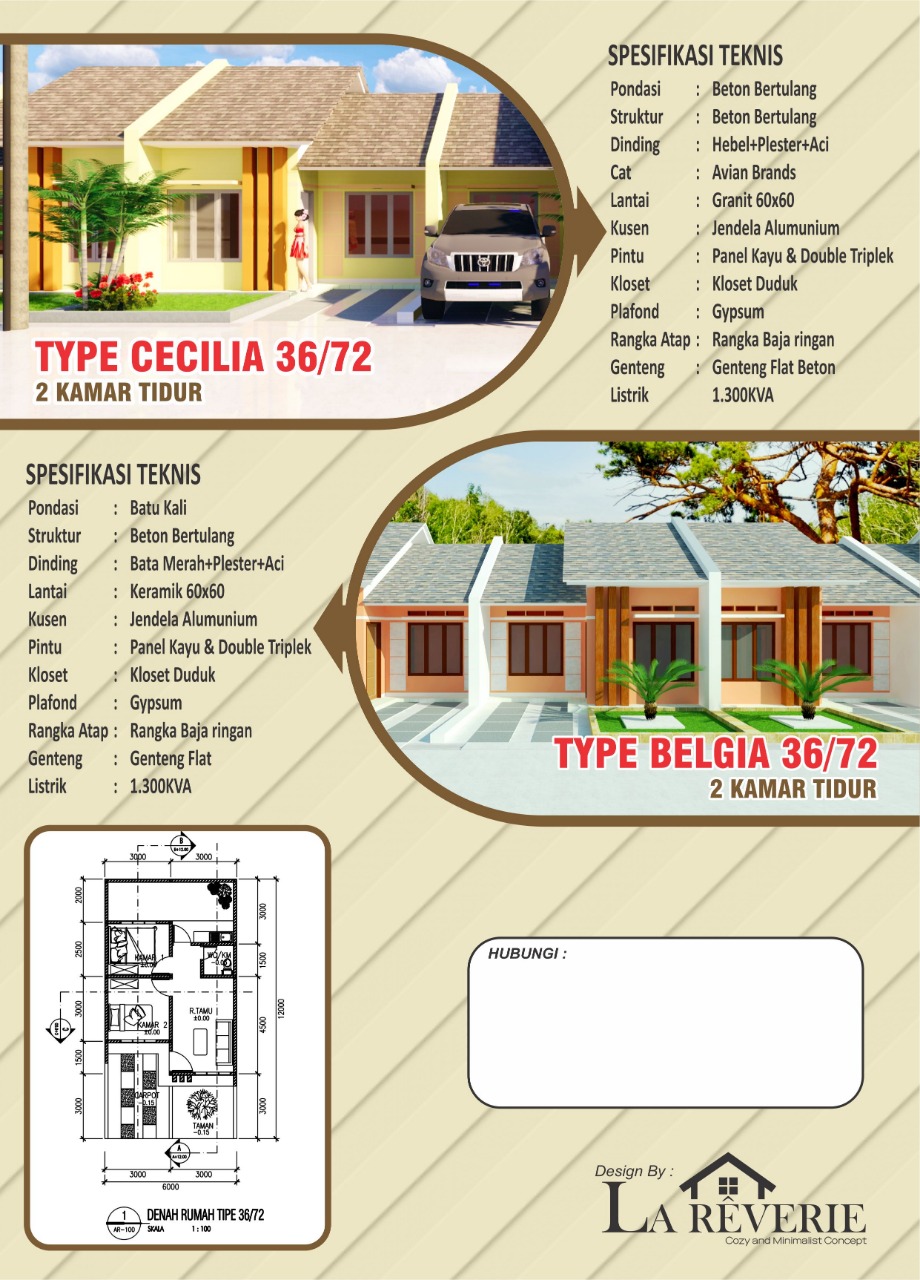 SPESIFIKASI TEKNIS
Pondasi : Beton Bertulang
Struktur : Beton Bertulang
Dinding : Hebel+Plester+Aci
Cat : Avian Brands
Lantai : Granit 60x60
Kusen : Jendela Alumunium
Pintu : Panel Kayu & Double Triplek
Kloset : Kloset Duduk
Plafond : Gypsum
Rangka Atap : Rangka Baja ringan
Genteng : Genteng Flat Beton
Listrik 1.300KVA
TYPE CECILIA 36/72
2 KAMAR TIDUR
SPESIFIKASI TEKNIS
Pondasi : Batu Kali
Struktur : Beton Bertulang
Dinding : Bata Merah+Plester+Aci
Lantai : Keramik 60x60
Kusen : Jendela Alumunium
Pintu : Panel Kayu & Double Triplek
Kloset : Kloset Duduk
Plafond : Gypsum
Rangka Atap : Rangka Baja ringan
Genteng : Genteng Flat
Listrik : 1.300KVA
TYPE BELGIA 36/72
2 KAMAR TIDUR
B
3000 3000
2000
2500
3000
1500
3000
3000
1500
4500
3000
12000
KAMAR 1
±0.00
WC/KM
KAMAR 2
±0.00
R.TAMU
±0.00
C
CARPOT
-0.15
TAMAN
-0.15
A
3000 3000
6000
1
AR-100
DENAH RUMAH TIPE 36/72
SKALA 1 : 100
HUBUNGI :
Design By :
LA RÊVERIE
Cozy and Minimalist Concept